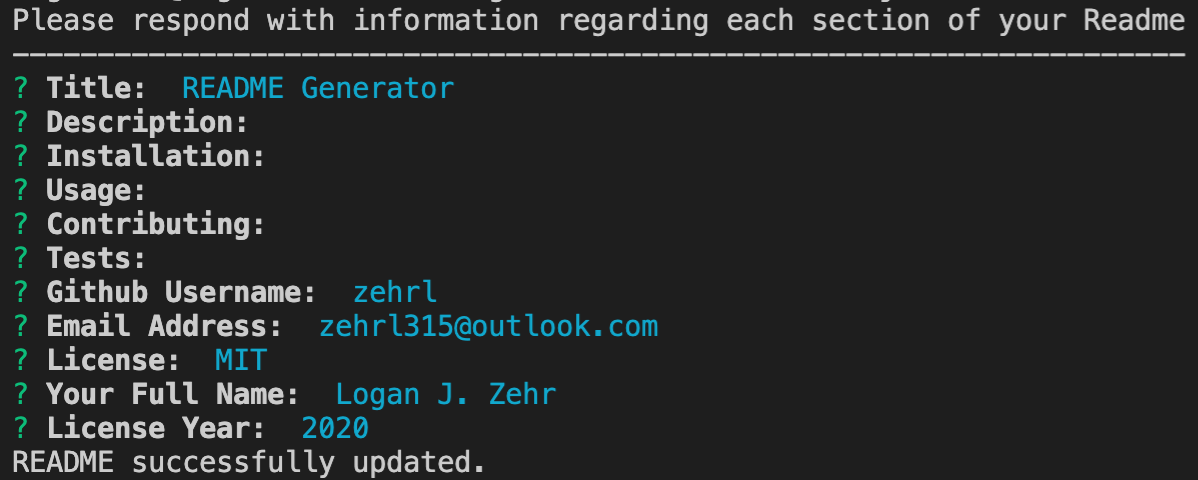 Please respond with information regarding each section of your Readme
---------------------------------------------------------------------
? Title:  README Generator
? Description:
? Installation:
? Usage:
? Contributing:
? Tests:
? Github Username:  zehrl
? Email Address:  zehrl315@outlook.com
? License:  MIT
? Your Full Name:  Logan J. Zehr
? License Year:  2020
README successfully updated.